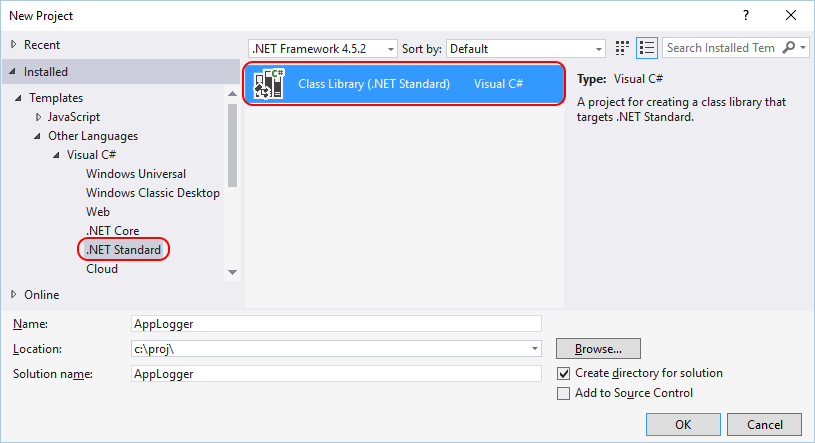 New Project
?
Recent
.NET Framework 4.5.2
Sort by:
Default
Search Installed Tem
Installed
Templates
JavaScript
Other Languages
Visual C#
Windows Universal
Windows Classic Desktop
Web
.NET Core
.NET Standard
Cloud
Online
C#
Class Library (.NET Standard)
Visual C#
Type: Visual C#
A project for creating a class library that
targets .NET Standard.
Name:
AppLogger
Location:
c:\proj\
Browse...
Solution name:
AppLogger
Create directory for solution
Add to Source Control
OK
Cancel